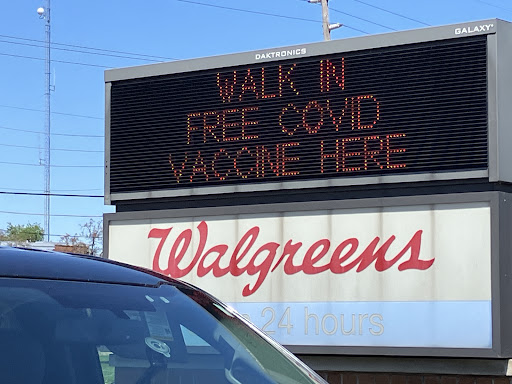 DAKTRONICS
GALAXY
WALK IN
FREE COVID
VACCINE HERE
Walgreens
24 hours